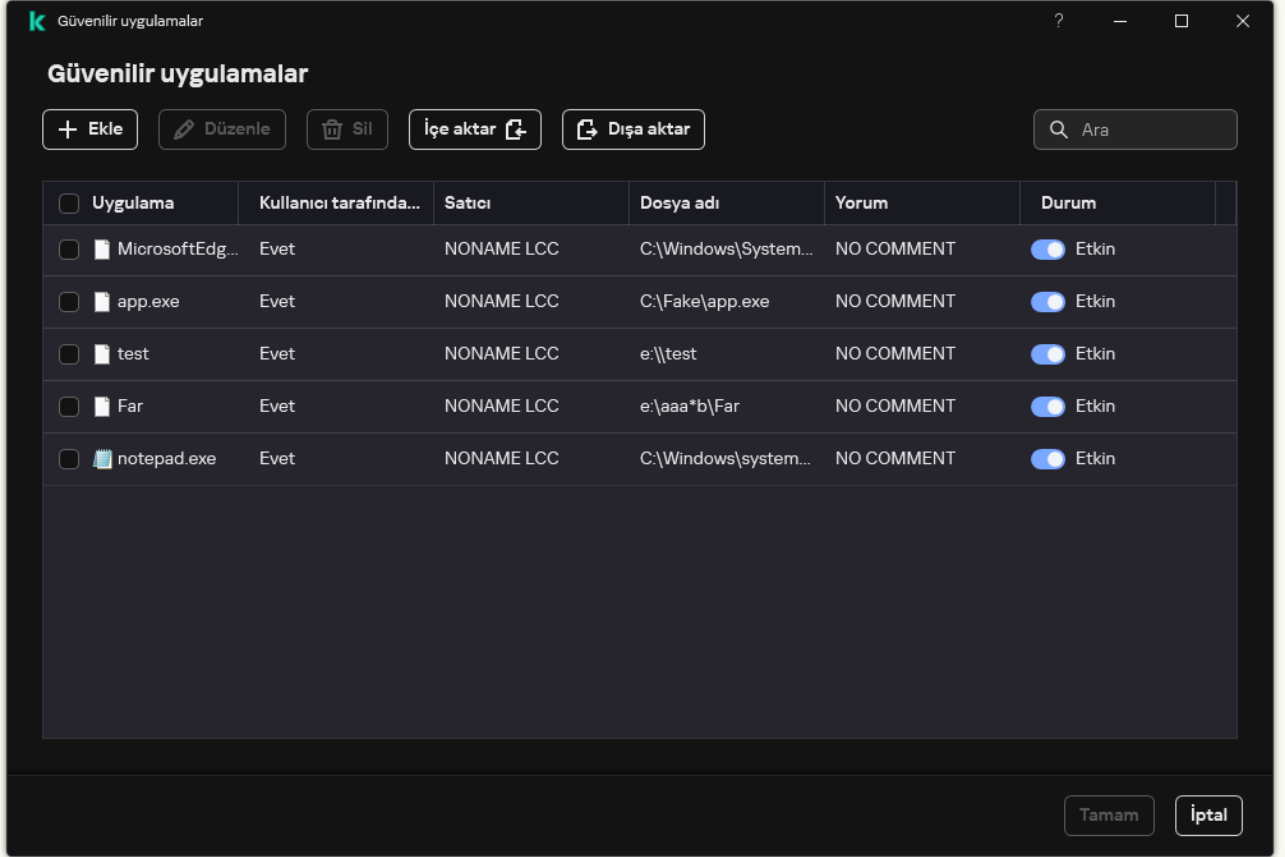 Güvenilir uygulamalar
?
Güvenilir uygulamalar
Ekle Düzenle Sil İçe aktar Dışa aktar Ara
Uygulama Kullanıcı tarafında... Satıcı Dosya adı Yorum Durum
MicrosoftEdg... Evet NONAME LCC C:\Windows\System... NO COMMENT Etkin
app.exe Evet NONAME LCC C:\Fake\app.exe NO COMMENT Etkin
test Evet NONAME LCC e:\\test NO COMMENT Etkin
Far Evet NONAME LCC e:\aaa*b\Far NO COMMENT Etkin
notepad.exe Evet NONAME LCC C:\Windows\system... NO COMMENT Etkin
Tamam İptal